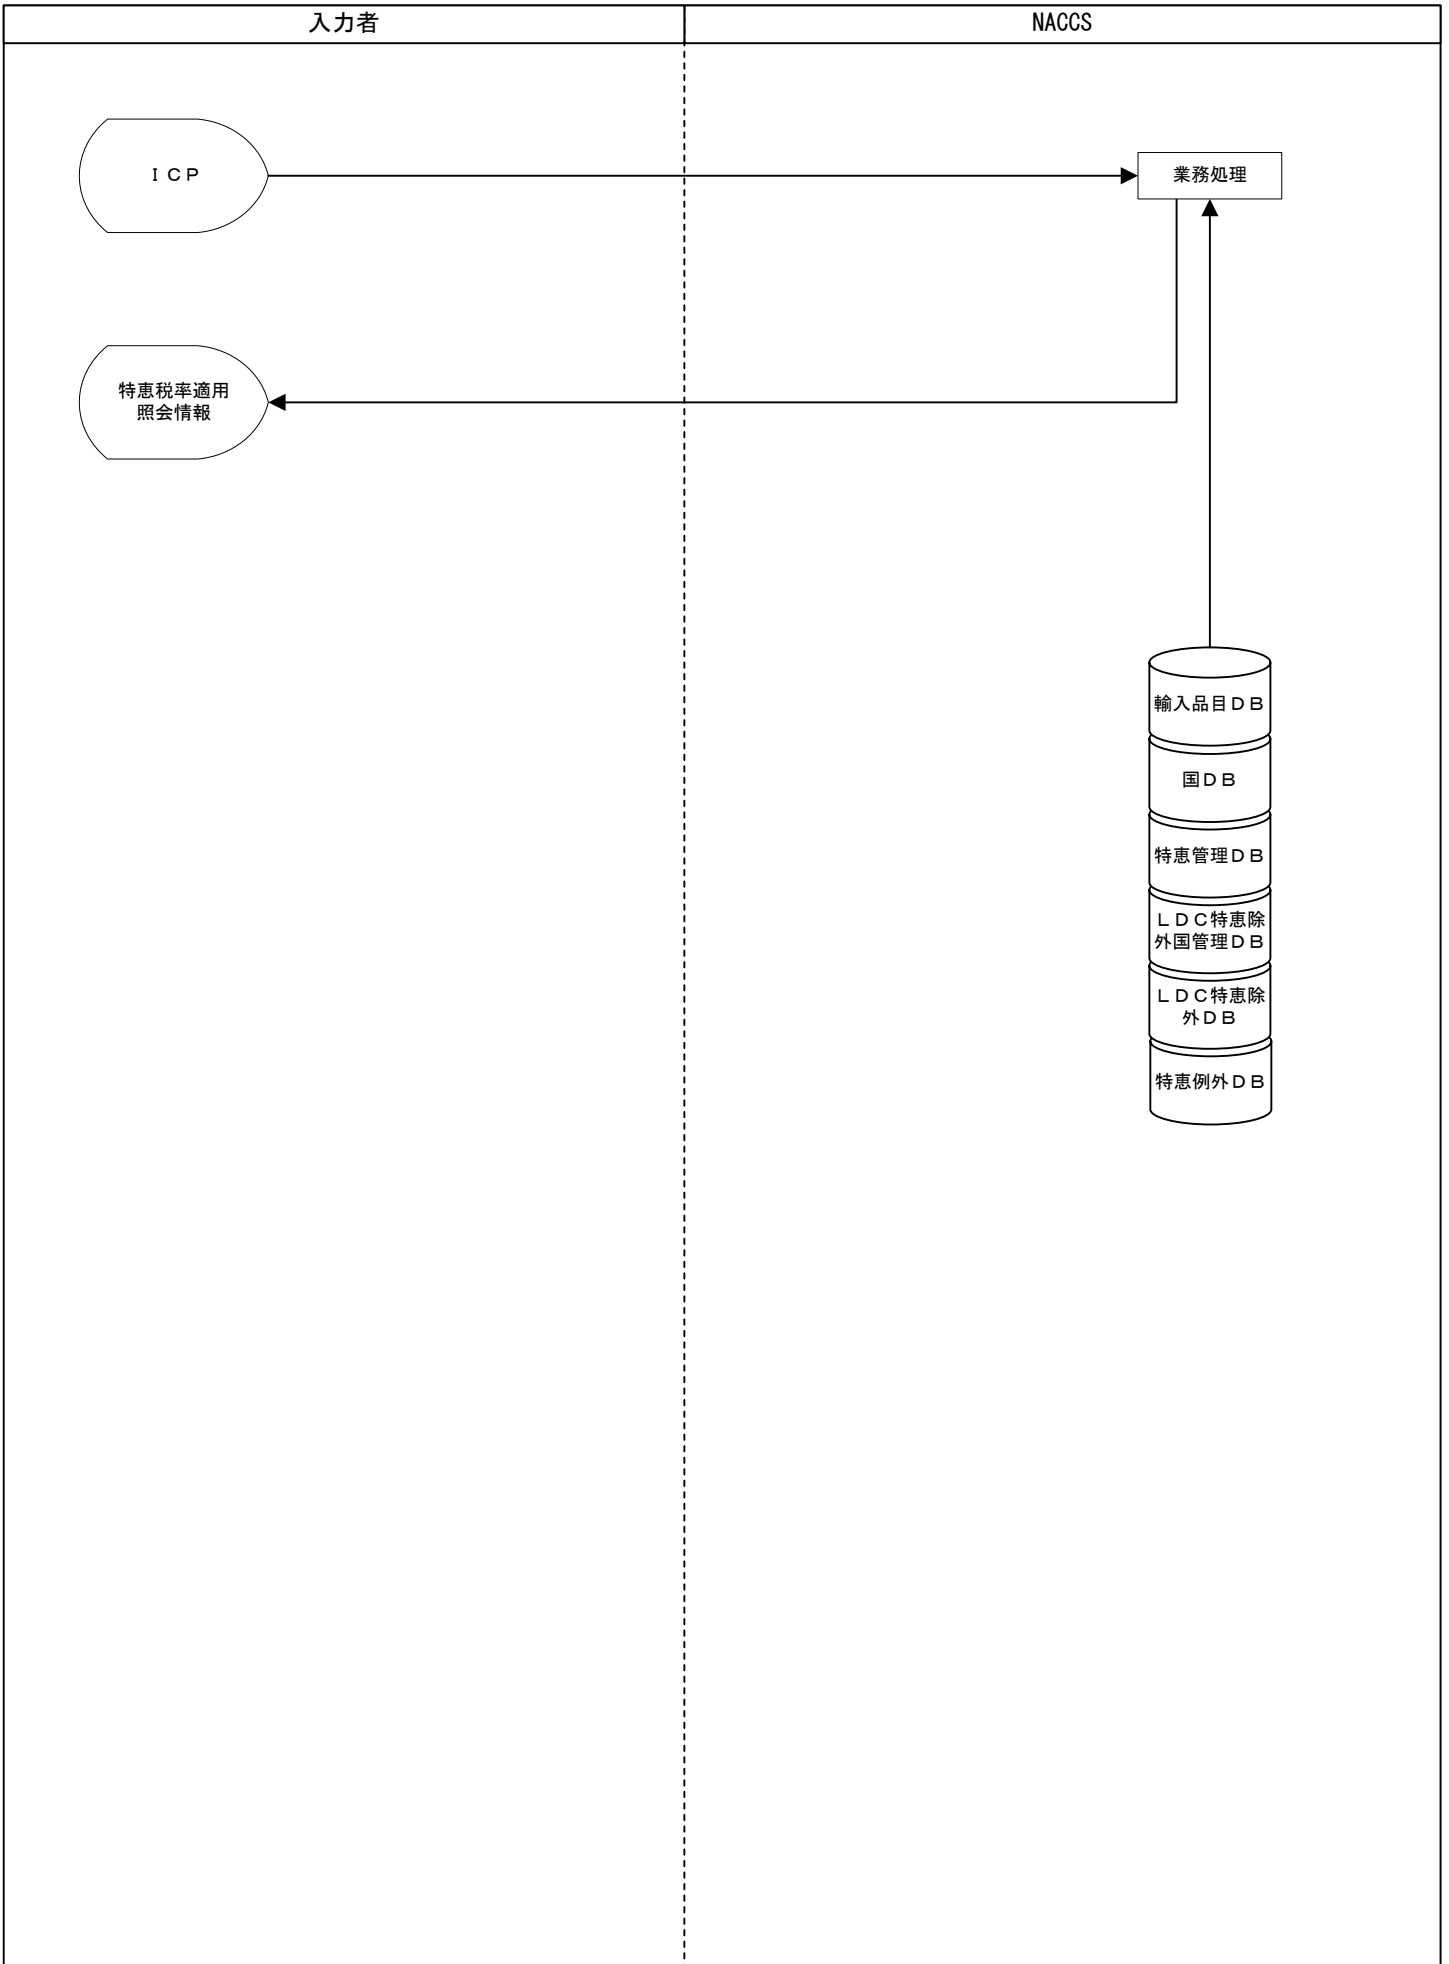 入力者
NACCS
ＩＣＰ
業務処理
特恵税率適用
照会情報
輸入品目ＤＢ
国ＤＢ
特恵管理ＤＢ
ＬＤＣ特恵除
外国管理ＤＢ
ＬＤＣ特恵除
外ＤＢ
特恵例外ＤＢ